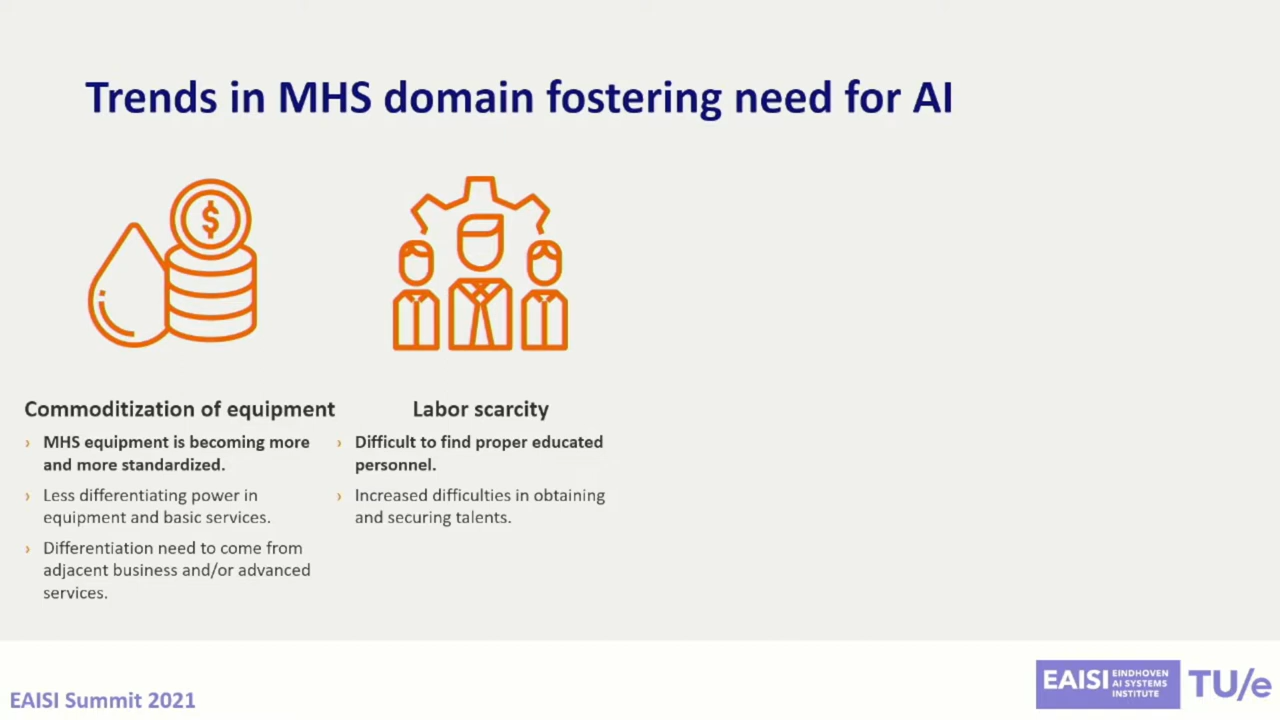 Trends in MHS domain fostering need for AI
$
Commoditization of equipment
› MHS equipment is becoming more
and more standardized.
› Less differentiating power in
equipment and basic services.
› Differentiation need to come from
adjacent business and/or advanced
services.
Labor scarcity
› Difficult to find proper educated
personnel.
› Increased difficulties in obtaining
and securing talents.
EAISI Summit 2021
EAISI
EINDHOVEN
AI SYSTEMS
INSTITUTE
TU/e